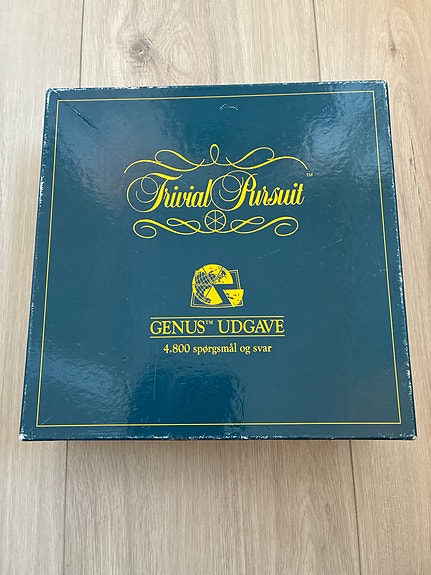 Trivial Pursuit™
GENUS™ UDGAVE
4.800 spørgsmål og svar